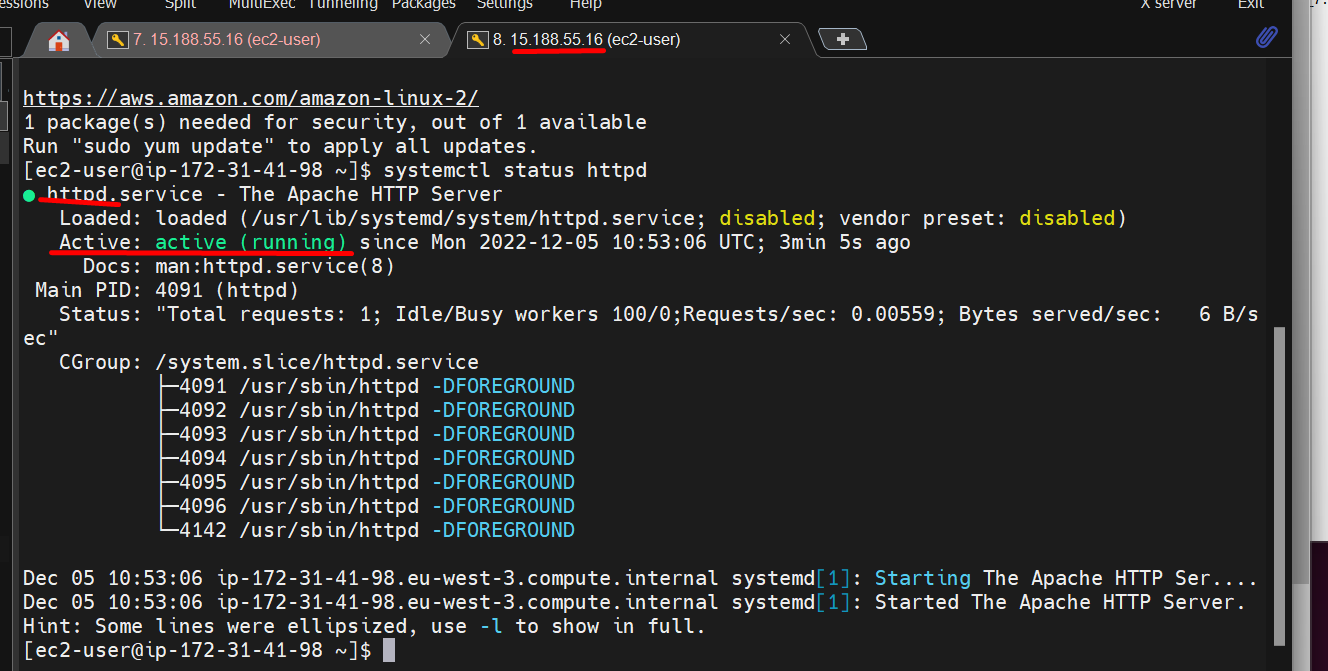 essions View Split MultiExec Tunneling Packages Settings Help X server Exit
7. 15.188.55.16 (ec2-user) 8. 15.188.55.16 (ec2-user)
https://aws.amazon.com/amazon-linux-2/
1 package(s) needed for security, out of 1 available
Run "sudo yum update" to apply all updates.
[ec2-user@ip-172-31-41-98 ~]$ systemctl status httpd
● httpd.service - The Apache HTTP Server
Loaded: loaded (/usr/lib/systemd/system/httpd.service; disabled; vendor preset: disabled)
Active: active (running) since Mon 2022-12-05 10:53:06 UTC; 3min 5s ago
Docs: man:httpd.service(8)
Main PID: 4091 (httpd)
Status: "Total requests: 1; Idle/Busy workers 100/0;Requests/sec: 0.00559; Bytes served/sec:   6 B/s
ec"
CGroup: /system.slice/httpd.service
├─4091 /usr/sbin/httpd -DFOREGROUND
├─4092 /usr/sbin/httpd -DFOREGROUND
├─4093 /usr/sbin/httpd -DFOREGROUND
├─4094 /usr/sbin/httpd -DFOREGROUND
├─4095 /usr/sbin/httpd -DFOREGROUND
├─4096 /usr/sbin/httpd -DFOREGROUND
└─4142 /usr/sbin/httpd -DFOREGROUND
Dec 05 10:53:06 ip-172-31-41-98.eu-west-3.compute.internal systemd[1]: Starting The Apache HTTP Ser....
Dec 05 10:53:06 ip-172-31-41-98.eu-west-3.compute.internal systemd[1]: Started The Apache HTTP Server.
Hint: Some lines were ellipsized, use -l to show in full.
[ec2-user@ip-172-31-41-98 ~]$